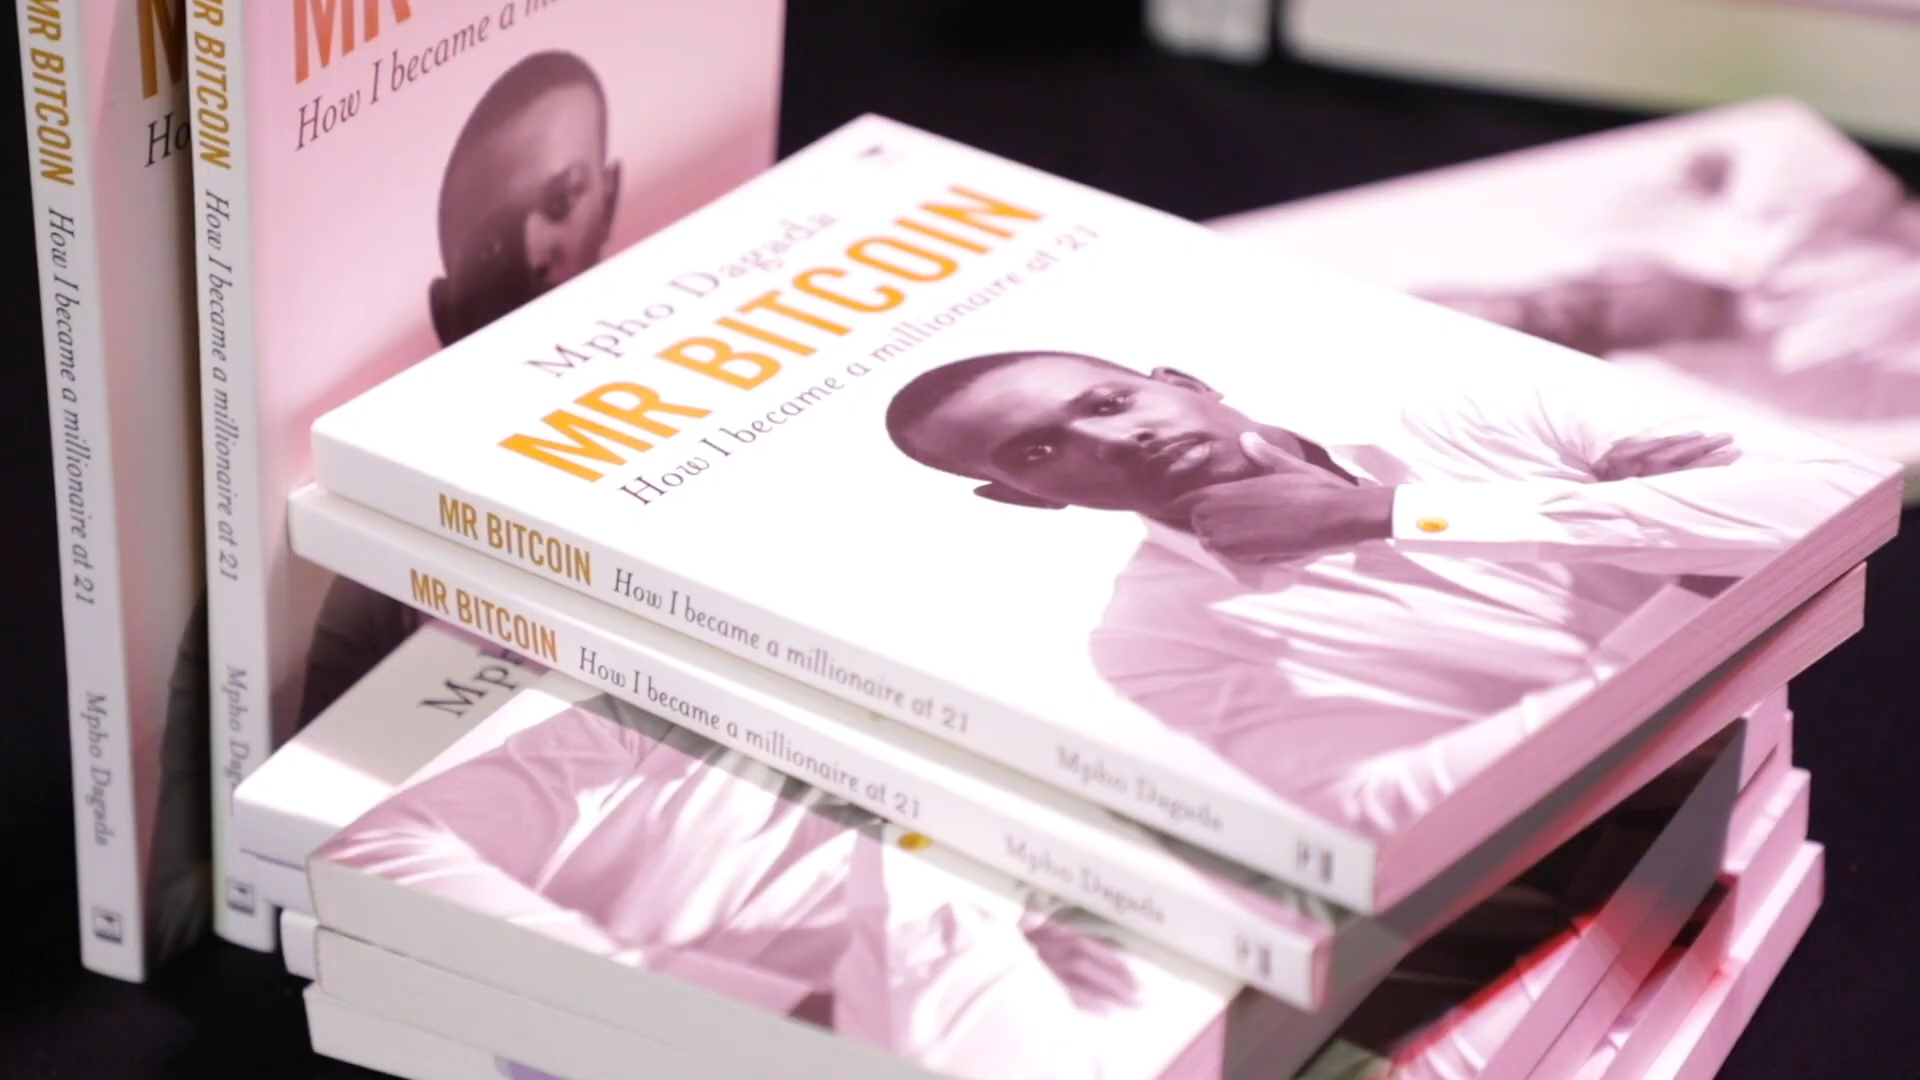 MR BITCOIN How I became a millionaire at 21 Mpho Dagada
MR BITCOIN How I became a millionaire at 21 Mpho
How I became a
Mpho Dagada
MR BITCOIN
How I became a millionaire at 21
MR BITCOIN How I became a millionaire at 21 Mpho Dagada
MR BITCOIN How I became a millionaire at 21 Mpho Dagada